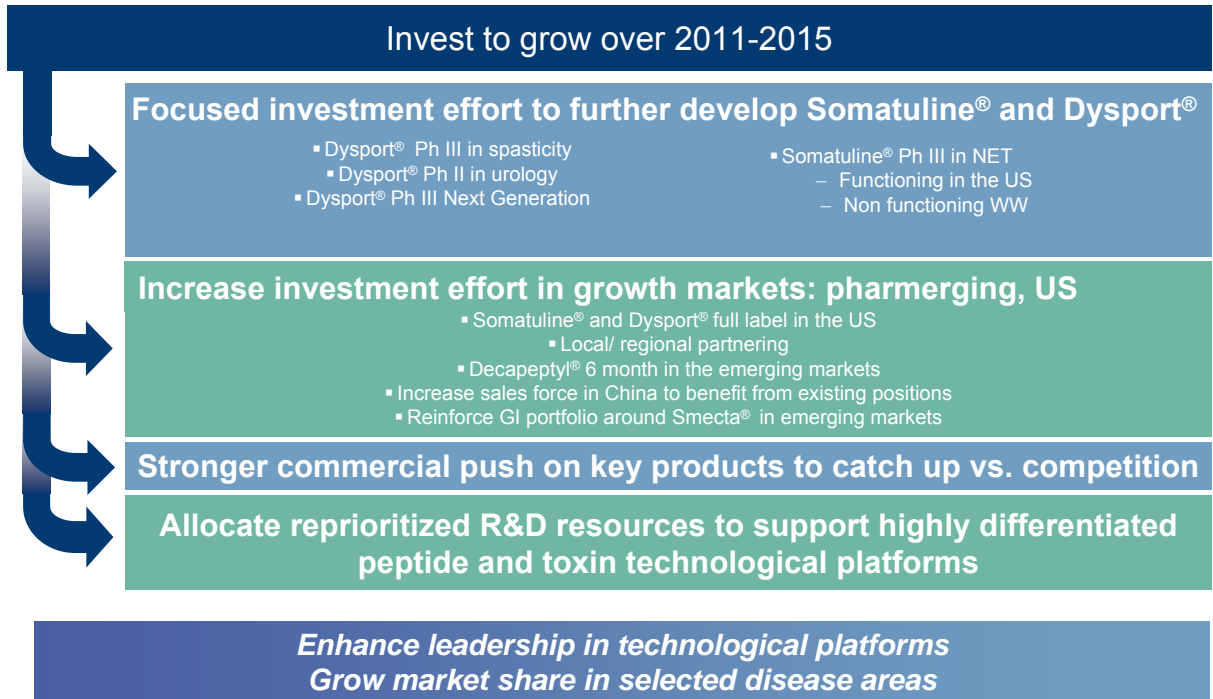 Invest to grow over 2011-2015
Focused investment effort to further develop Somatuline® and Dysport®
▪ Dysport® Ph III in spasticity
▪ Dysport® Ph II in urology
▪ Dysport® Ph III Next Generation
▪ Somatuline® Ph III in NET
– Functioning in the US
– Non functioning WW
Increase investment effort in growth markets: pharmerging, US
▪ Somatuline® and Dysport® full label in the US
▪ Local/ regional partnering
▪ Decapeptyl® 6 month in the emerging markets
▪ Increase sales force in China to benefit from existing positions
▪ Reinforce GI portfolio around Smecta® in emerging markets
Stronger commercial push on key products to catch up vs. competition
Allocate reprioritized R&D resources to support highly differentiated
peptide and toxin technological platforms
Enhance leadership in technological platforms
Grow market share in selected disease areas